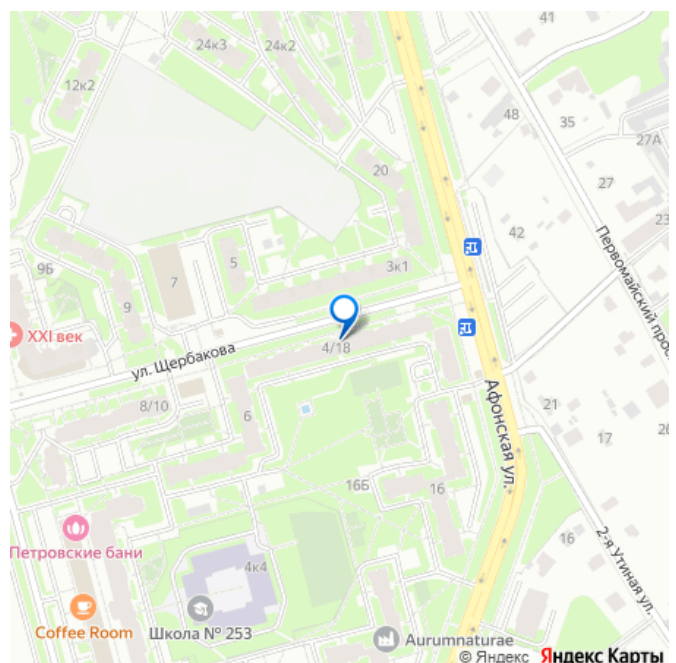 41
24к3
24к2
12к2
48
35
27А
20
27
23
42
Первомайский прос
9Б
7
5
3к1
9
XXI век
ул. Щербакова
4/18
Афонская ул.
8/10
6
21
17
26
16Б
16
2-я Утиная ул.
16
Петровские бани
4к4
Coffee Room
Школа № 253
Aurumnaturae
© Яндекс Яндекс Карты